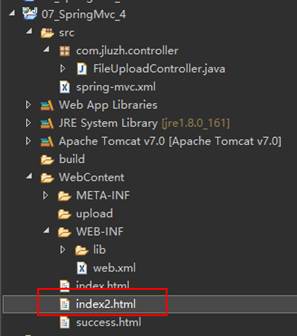 07_SpringMvc_4
src
com.jluzh.controller
FileUploadController.java
spring-mvc.xml
Web App Libraries
JRE System Library [jre1.8.0_161]
Apache Tomcat v7.0 [Apache Tomcat v7.0]
build
WebContent
META-INF
upload
WEB-INF
lib
web.xml
index.html
index2.html
success.html